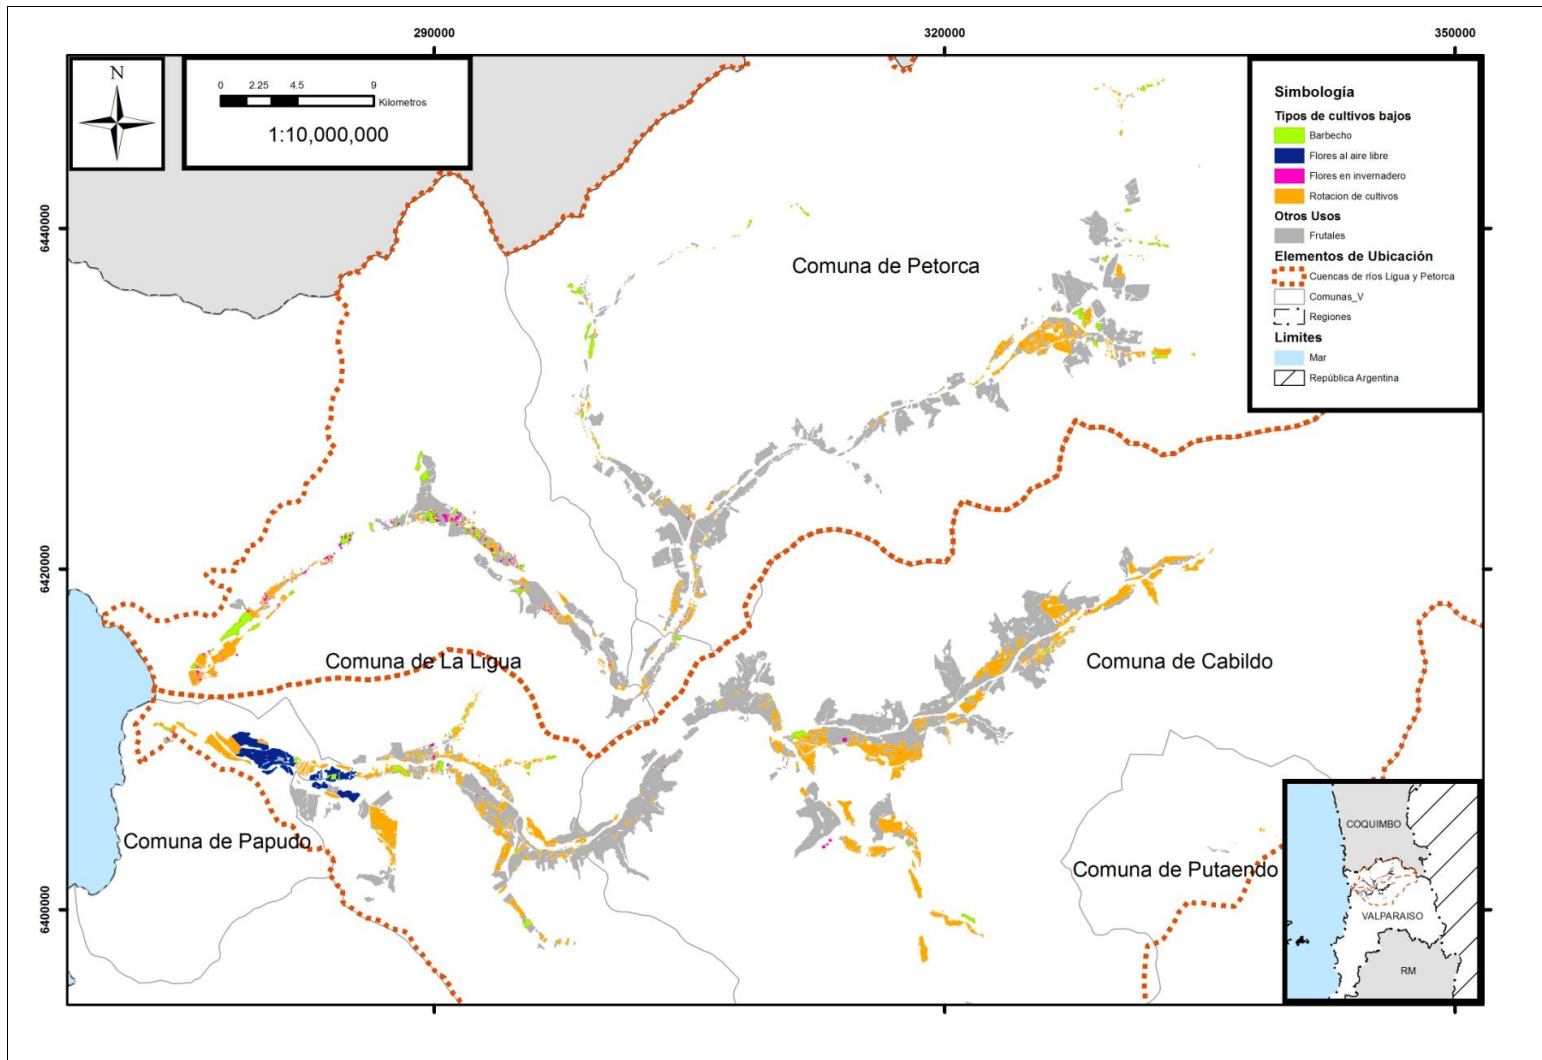 290000
320000
350000
N
0 2.25 4.5 9
Kilometros
1:10,000,000
Simbología
Tipos de cultivos bajos
Barbecho
Flores al aire libre
Flores en invernadero
Rotacion de cultivos
Otros Usos
Frutales
Elementos de Ubicación
Cuencas de ríos Ligua y Petorca
Comunas_V
Regiones
Limites
Mar
República Argentina
6440000
Comuna de Petorca
6420000
Comuna de La Ligua
Comuna de Cabildo
Comuna de Papudo
Comuna de Putaendo
6400000
COQUIMBO
VALPARAISO
RM